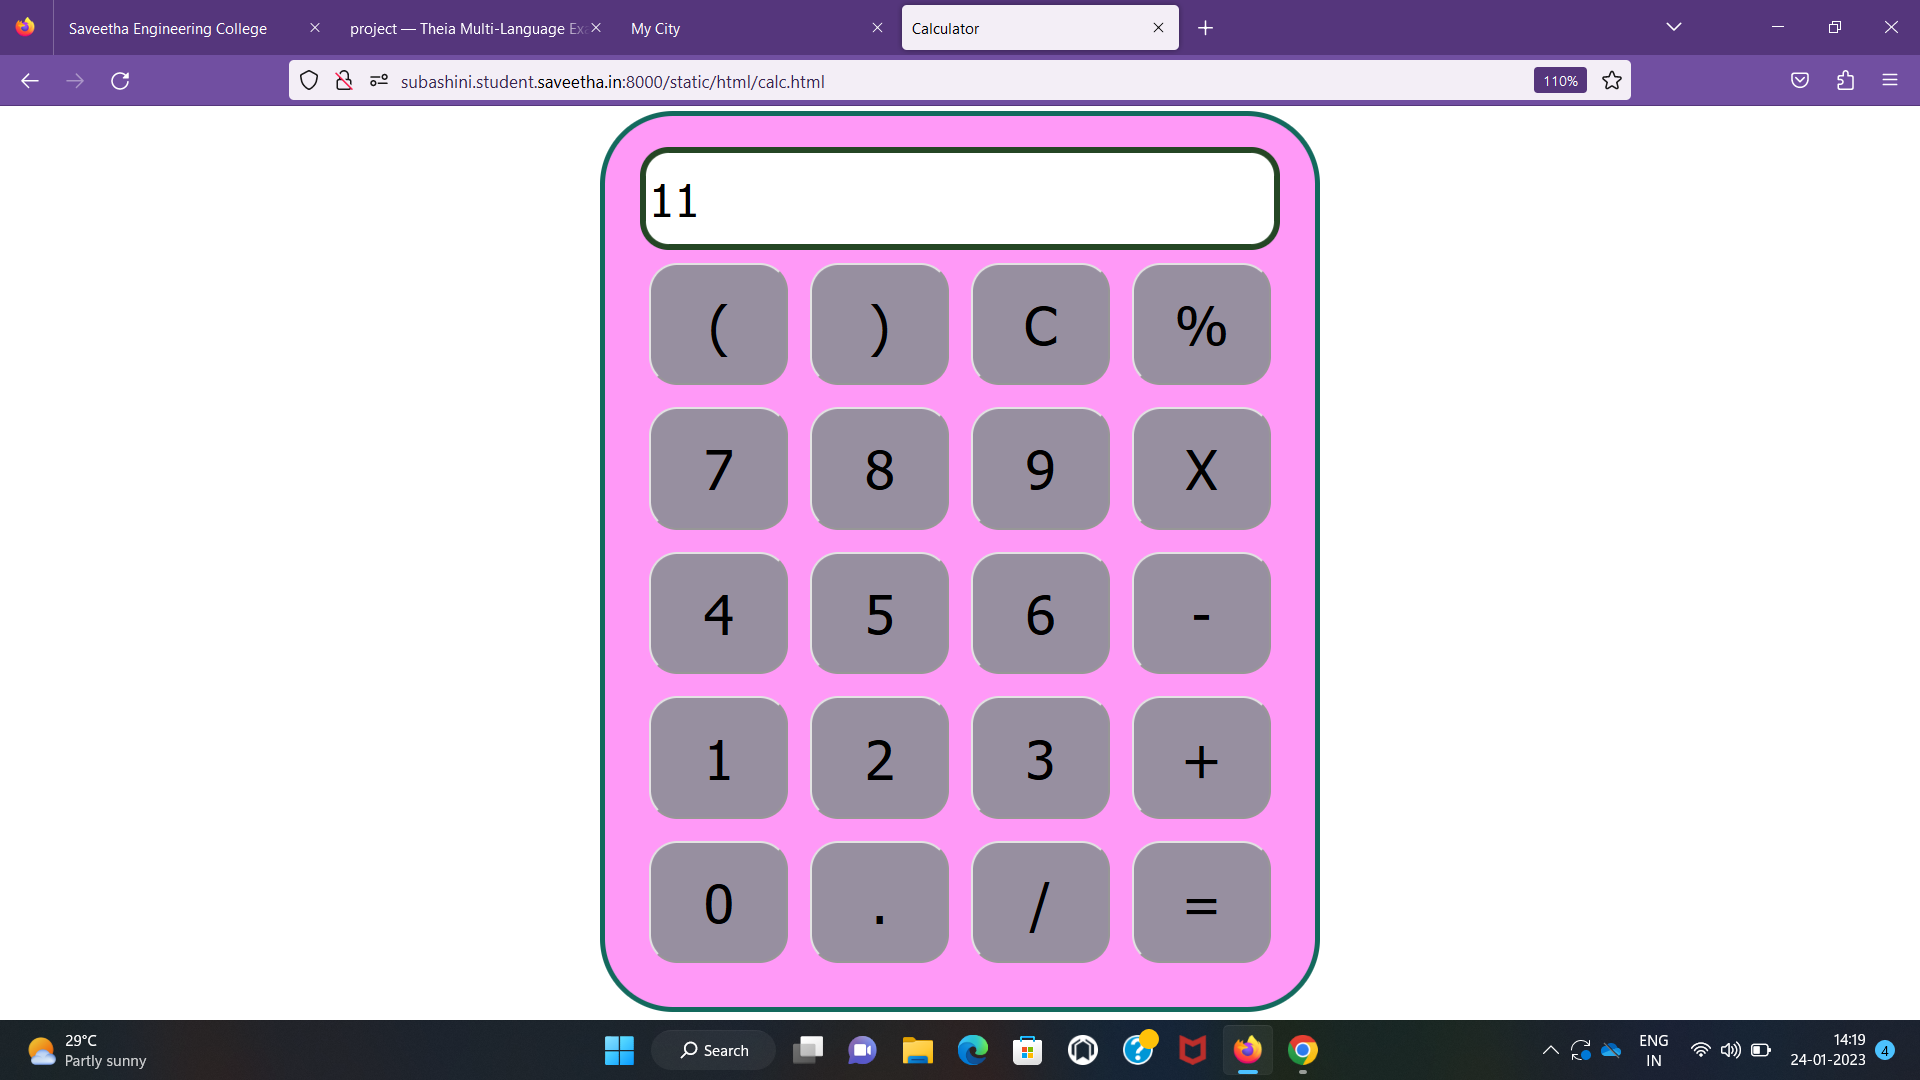 Saveetha Engineering College
project — Theia Multi-Language Ex
My City
Calculator
subashini.student.saveetha.in:8000/static/html/calc.html
110%
11
( ) C %
7 8 9 X
4 5 6 -
1 2 3 +
0 . / =
29°C
Partly sunny
Search
ENG
IN
14:19
24-01-2023
4